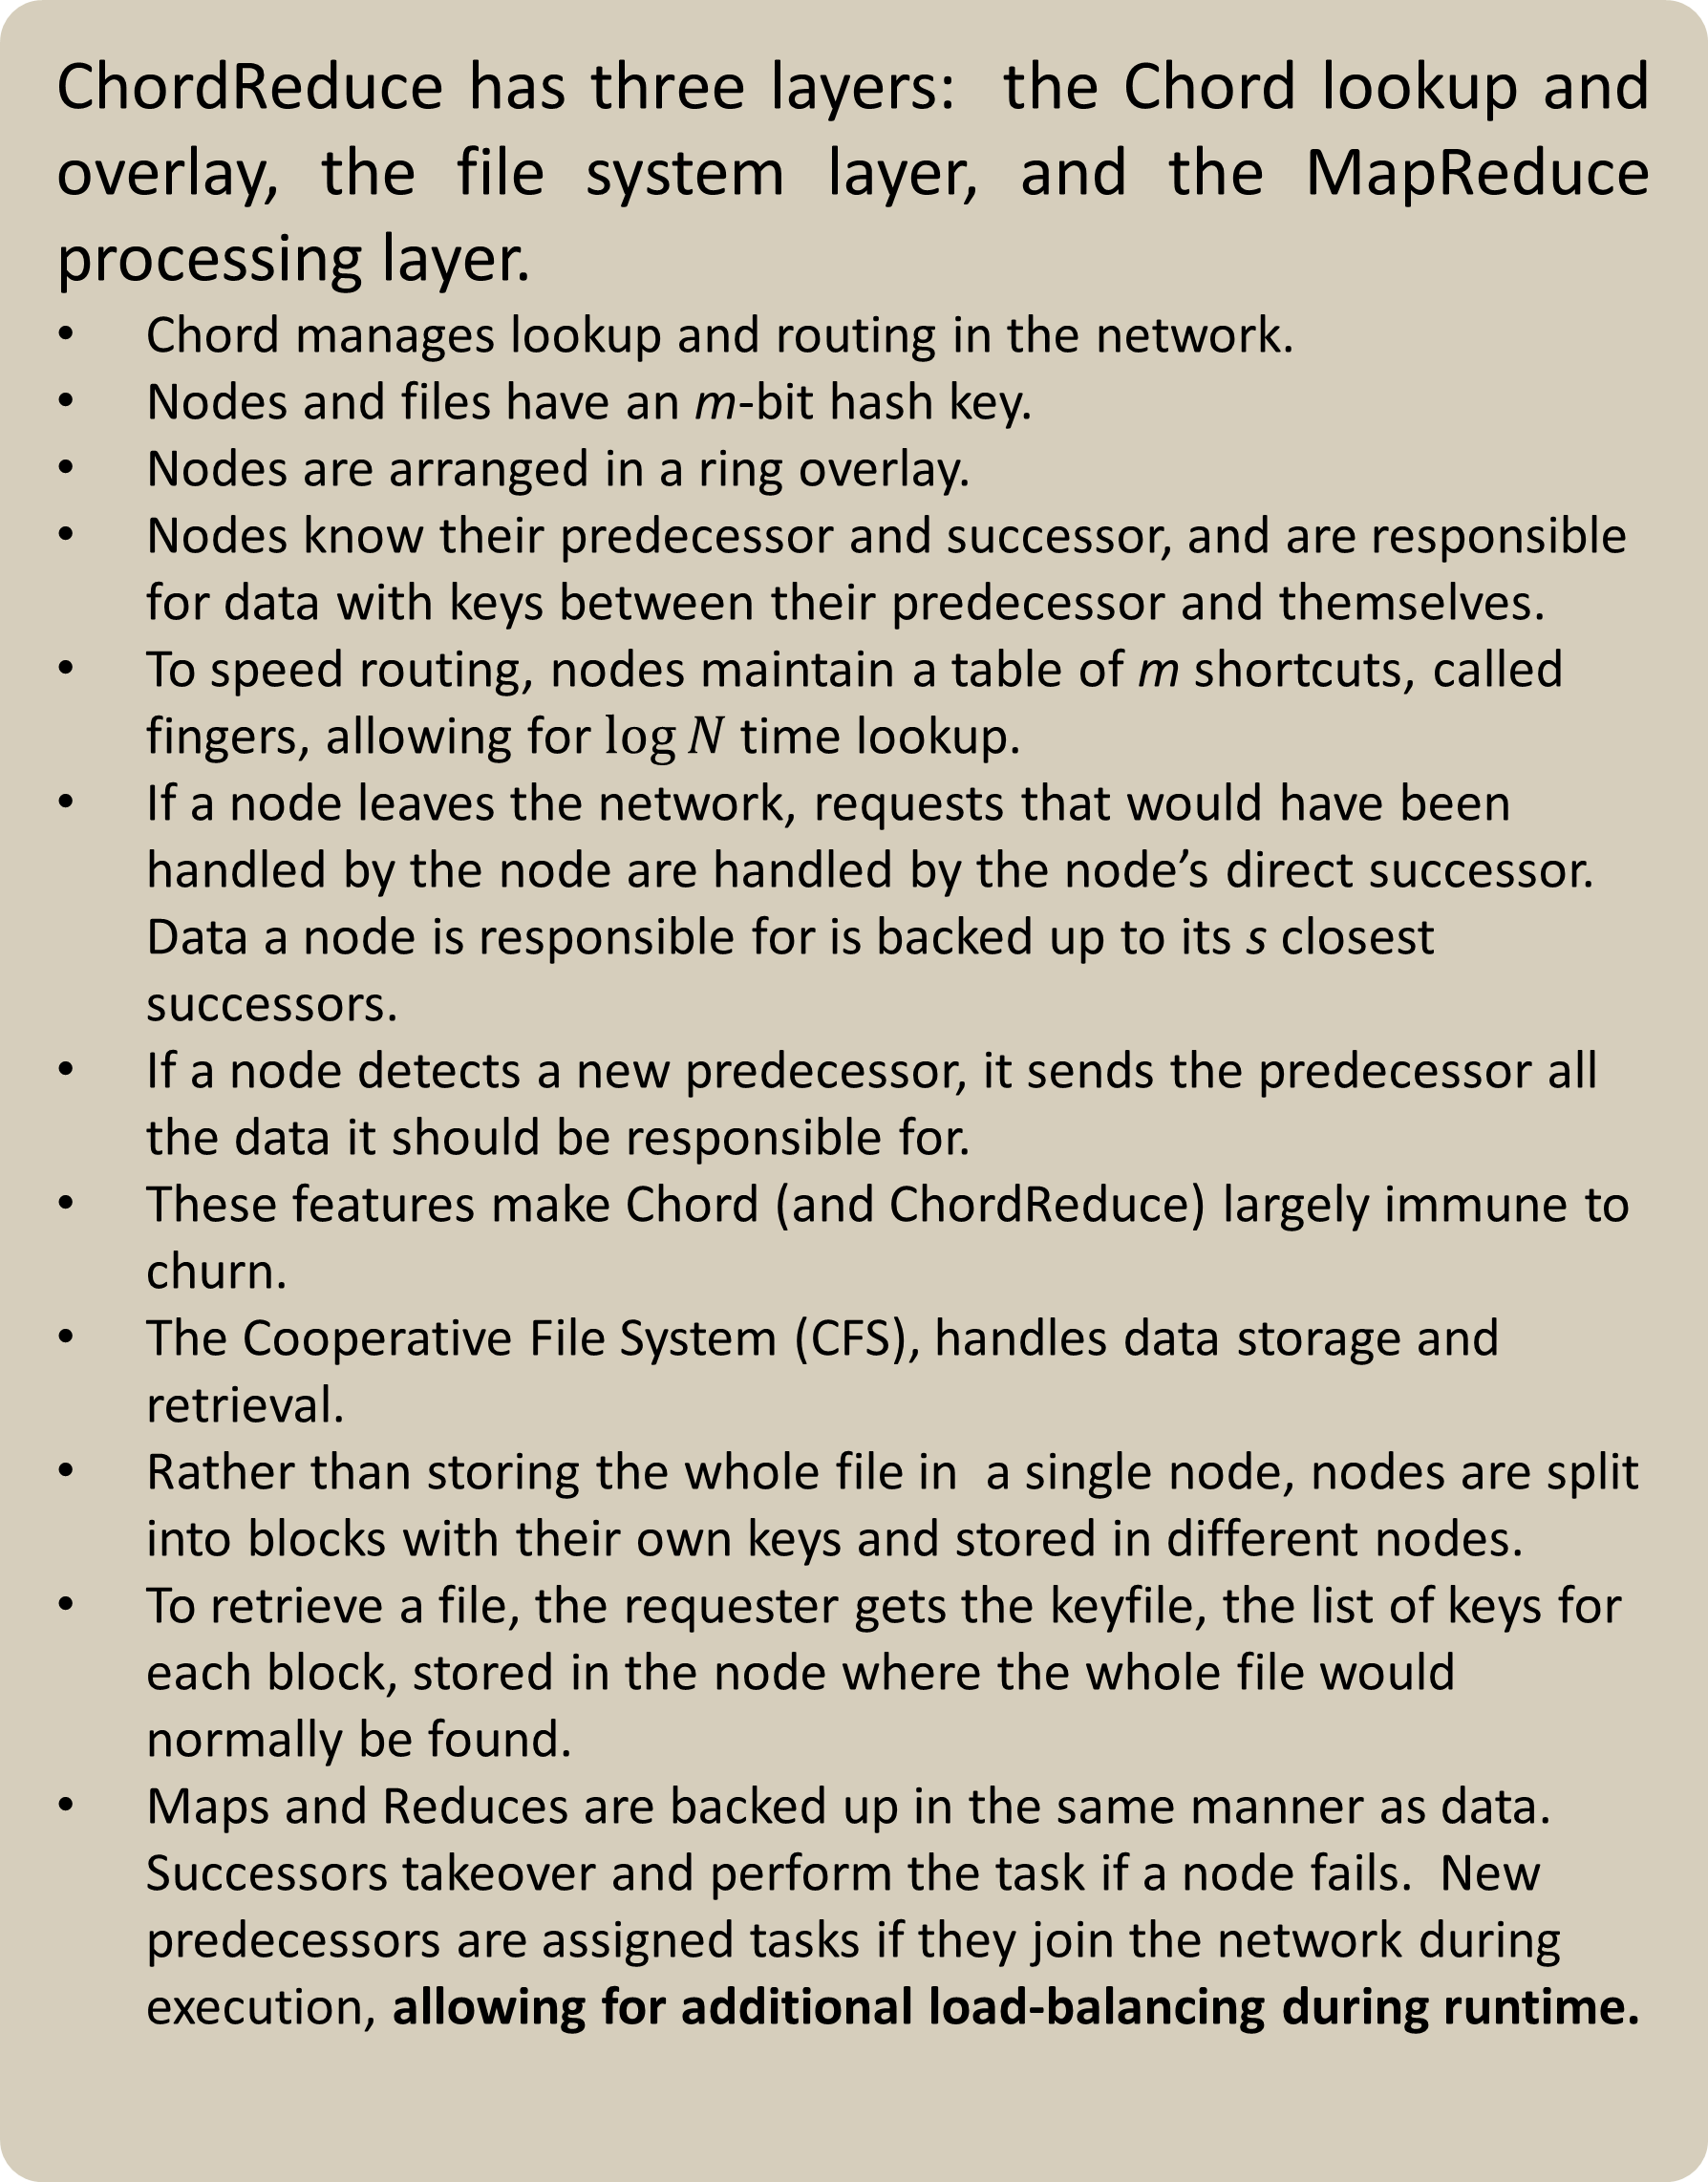 ChordReduce has three layers:  the Chord lookup and
overlay, the file system layer, and the MapReduce
processing layer.
• Chord manages lookup and routing in the network.
• Nodes and files have an m-bit hash key.
• Nodes are arranged in a ring overlay.
• Nodes know their predecessor and successor, and are responsible
for data with keys between their predecessor and themselves.
• To speed routing, nodes maintain a table of m shortcuts, called
fingers, allowing for log N time lookup.
• If a node leaves the network, requests that would have been
handled by the node are handled by the node’s direct successor.
Data a node is responsible for is backed up to its s closest
successors.
• If a node detects a new predecessor, it sends the predecessor all
the data it should be responsible for.
• These features make Chord (and ChordReduce) largely immune to
churn.
• The Cooperative File System (CFS), handles data storage and
retrieval.
• Rather than storing the whole file in  a single node, nodes are split
into blocks with their own keys and stored in different nodes.
• To retrieve a file, the requester gets the keyfile, the list of keys for
each block, stored in the node where the whole file would
normally be found.
• Maps and Reduces are backed up in the same manner as data.
Successors takeover and perform the task if a node fails.  New
predecessors are assigned tasks if they join the network during
execution, allowing for additional load-balancing during runtime.